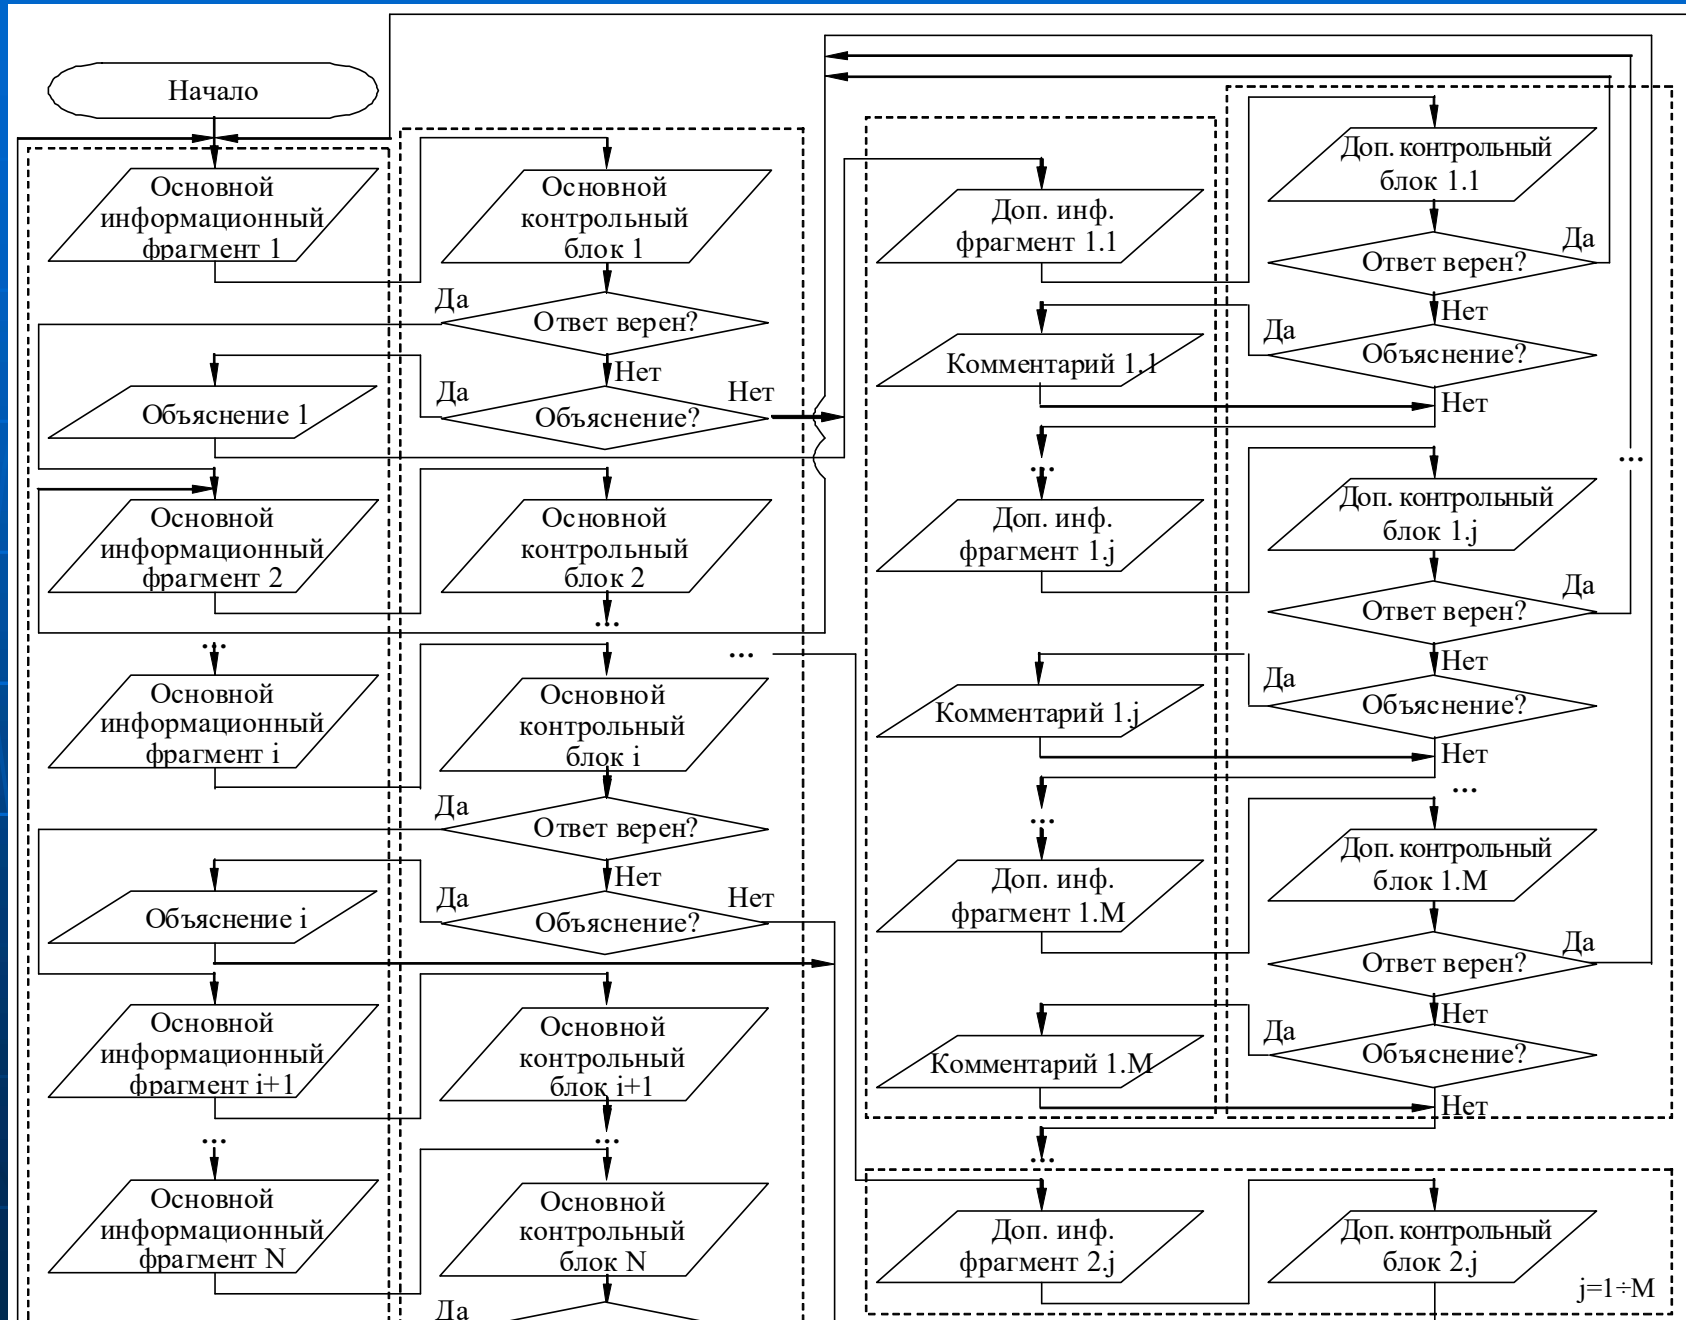 Начало
Основной
информационный
фрагмент 1
Основной
контрольный
блок 1
Да
Ответ верен?
Нет
Да
Объяснение?
Нет
Объяснение 1
Основной
информационный
фрагмент 2
Основной
контрольный
блок 2
...
...
Основной
информационный
фрагмент i
Основной
контрольный
блок i
...
Да
Ответ верен?
Нет
Да
Объяснение?
Нет
Объяснение i
Основной
информационный
фрагмент i+1
Основной
контрольный
блок i+1
...
...
Основной
информационный
фрагмент N
Основной
контрольный
блок N
Да
Доп. инф.
фрагмент 1.1
Доп. контрольный
блок 1.1
Да
Ответ верен?
Нет
Да
Объяснение?
Комментарий 1.1
Нет
...
...
Доп. инф.
фрагмент 1.j
Доп. контрольный
блок 1.j
Да
Ответ верен?
Нет
Да
Объяснение?
Комментарий 1.j
Нет
...
...
Доп. инф.
фрагмент 1.M
Доп. контрольный
блок 1.M
Да
Ответ верен?
Нет
Да
Объяснение?
Комментарий 1.M
Нет
...
Доп. инф.
фрагмент 2.j
Доп. контрольный
блок 2.j
j=1÷M